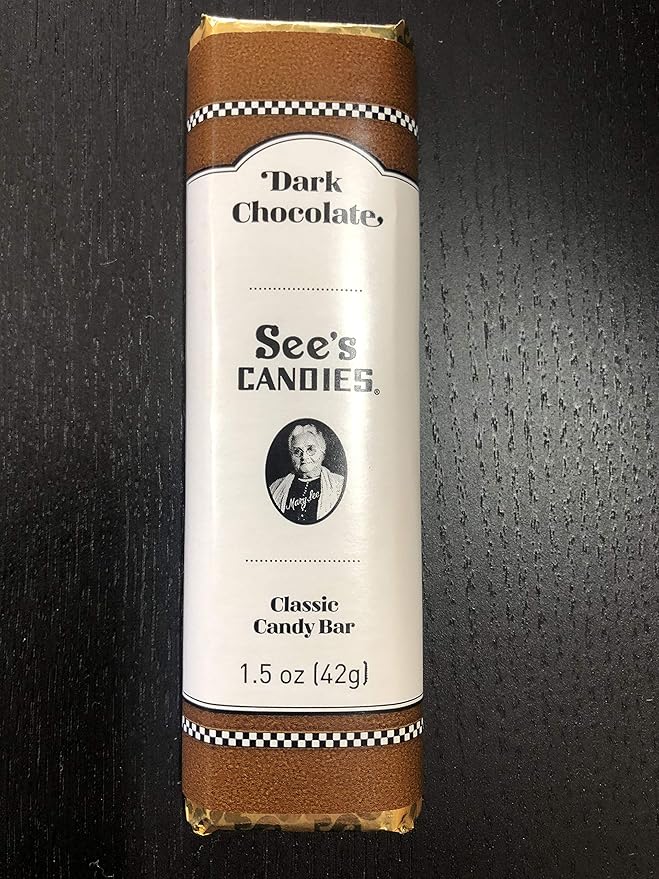 Dark
Chocolate
See's
CANDIES®
Mary See
Classic
Candy Bar
1.5 oz (42g)